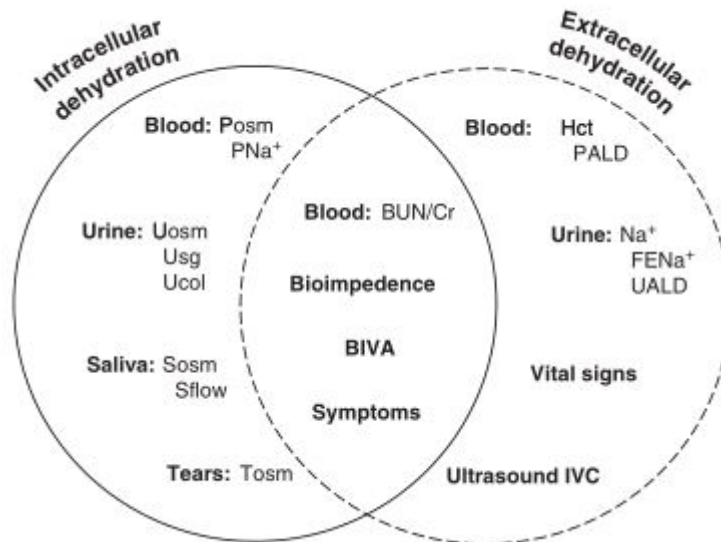 Intracellular
dehydration
Blood: Posm
PNa⁺
Urine: Uosm
Usg
Ucol
Saliva: Sosm
Sflow
Tears: Tosm
Blood: BUN/Cr
Bioimpedence
BIVA
Symptoms
Extracellular
dehydration
Blood: Hct
PALD
Urine: Na⁺
FENa⁺
UALD
Vital signs
Ultrasound IVC